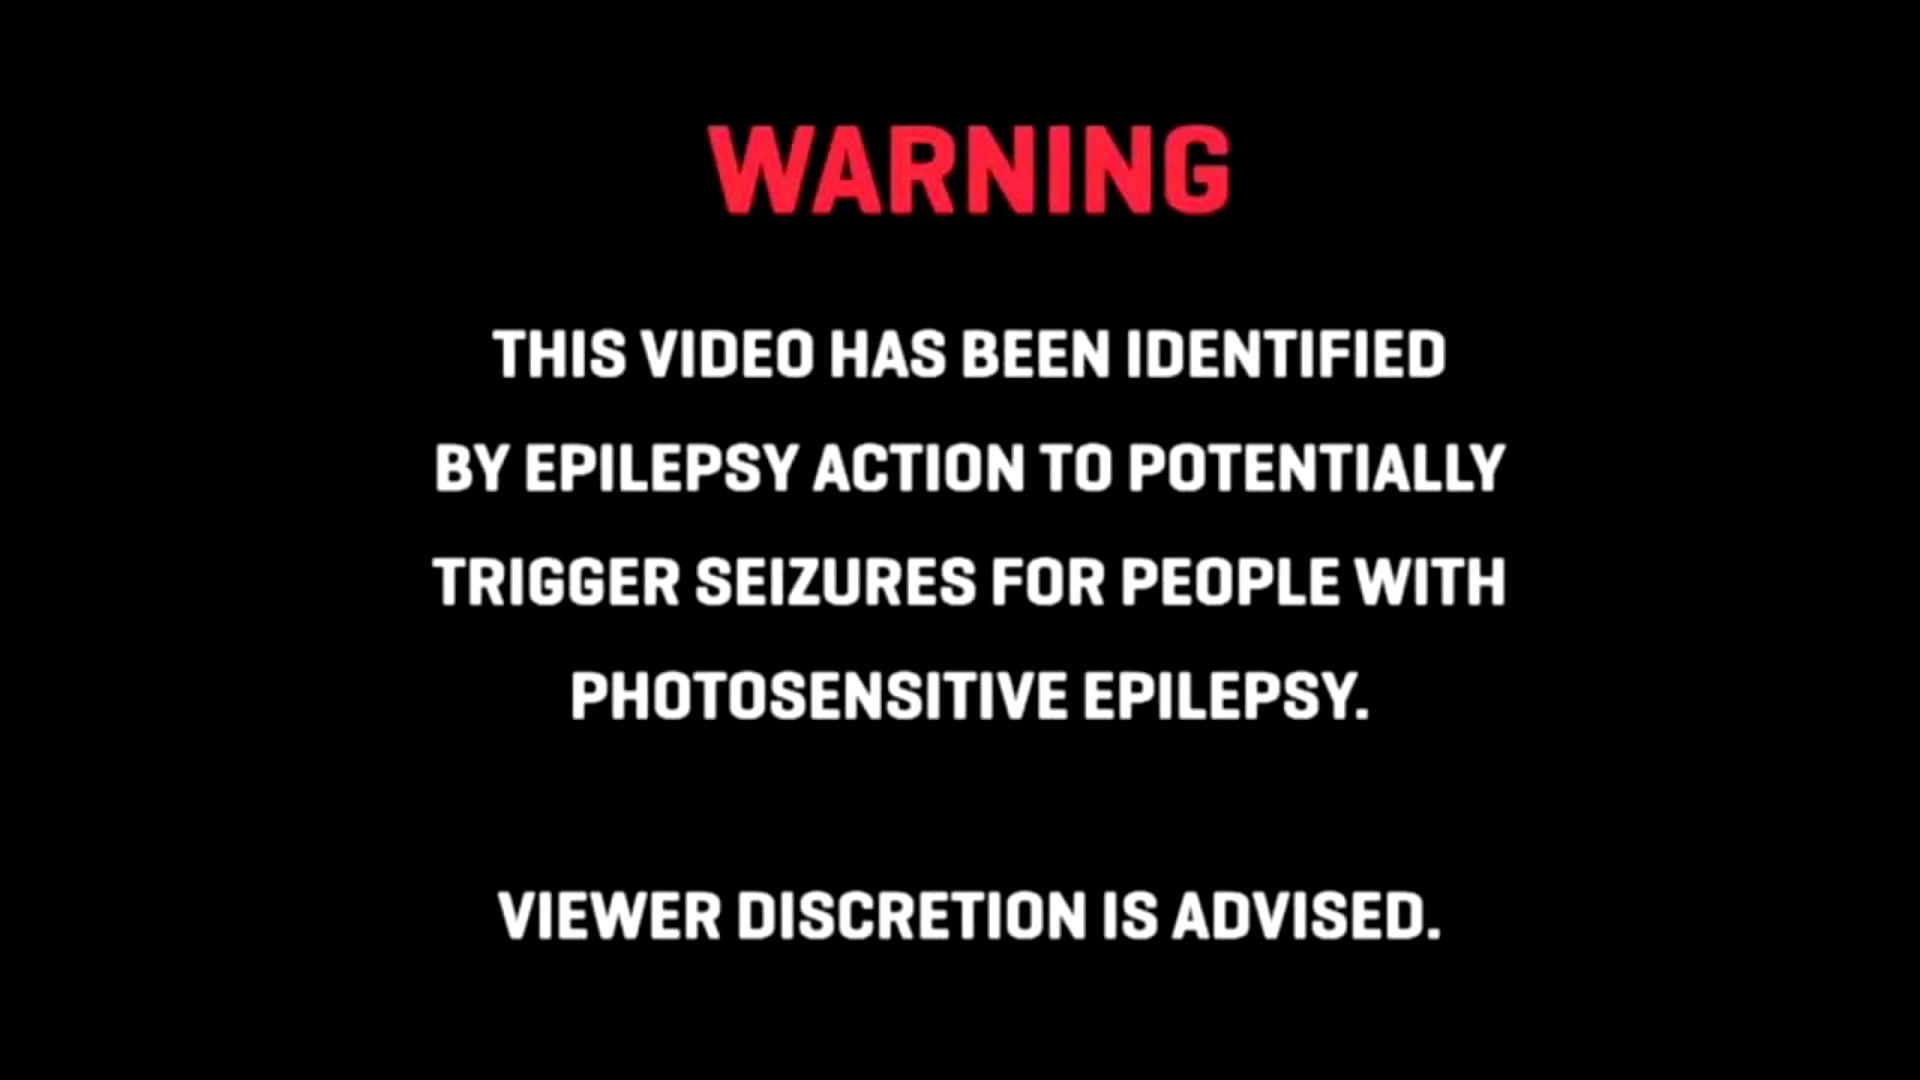 WARNING
THIS VIDEO HAS BEEN IDENTIFIED
BY EPILEPSY ACTION TO POTENTIALLY
TRIGGER SEIZURES FOR PEOPLE WITH
PHOTOSENSITIVE EPILEPSY.
VIEWER DISCRETION IS ADVISED.